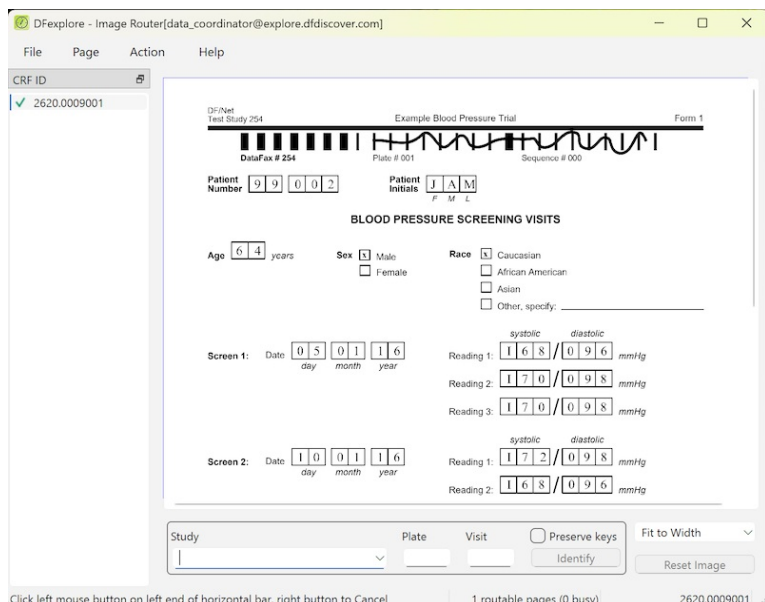 DFexplore - Image Router[data_coordinator@explore.dfdiscover.com]
File Page Action Help
CRF ID
2620.0009001
DF/Net
Test Study 254 Example Blood Pressure Trial Form 1
DataFax # 254 Plate # 001 Sequence # 000
Patient Number 9 9 0 0 2 Patient Initials J A M
F M L
BLOOD PRESSURE SCREENING VISITS
Age 6 4 years Sex x Male Race x Caucasian
Female African American
Asian
Other, specify:
systolic diastolic
Screen 1: Date 0 5 0 1 1 6 Reading 1: 1 6 8 / 0 9 6 mmHg
day month year
Reading 2: 1 7 0 / 0 9 8 mmHg
Reading 3: 1 7 0 / 0 9 8 mmHg
systolic diastolic
Screen 2: Date 1 0 0 1 1 6 Reading 1: 1 7 2 / 0 9 8 mmHg
day month year
Reading 2: 1 6 8 / 0 9 6 mmHg
Study Plate Visit Preserve keys Fit to Width
Identify Reset Image
Click left mouse button on left end of horizontal bar, right button to Cancel 1 routable pages (0 busy) 2620.0009001